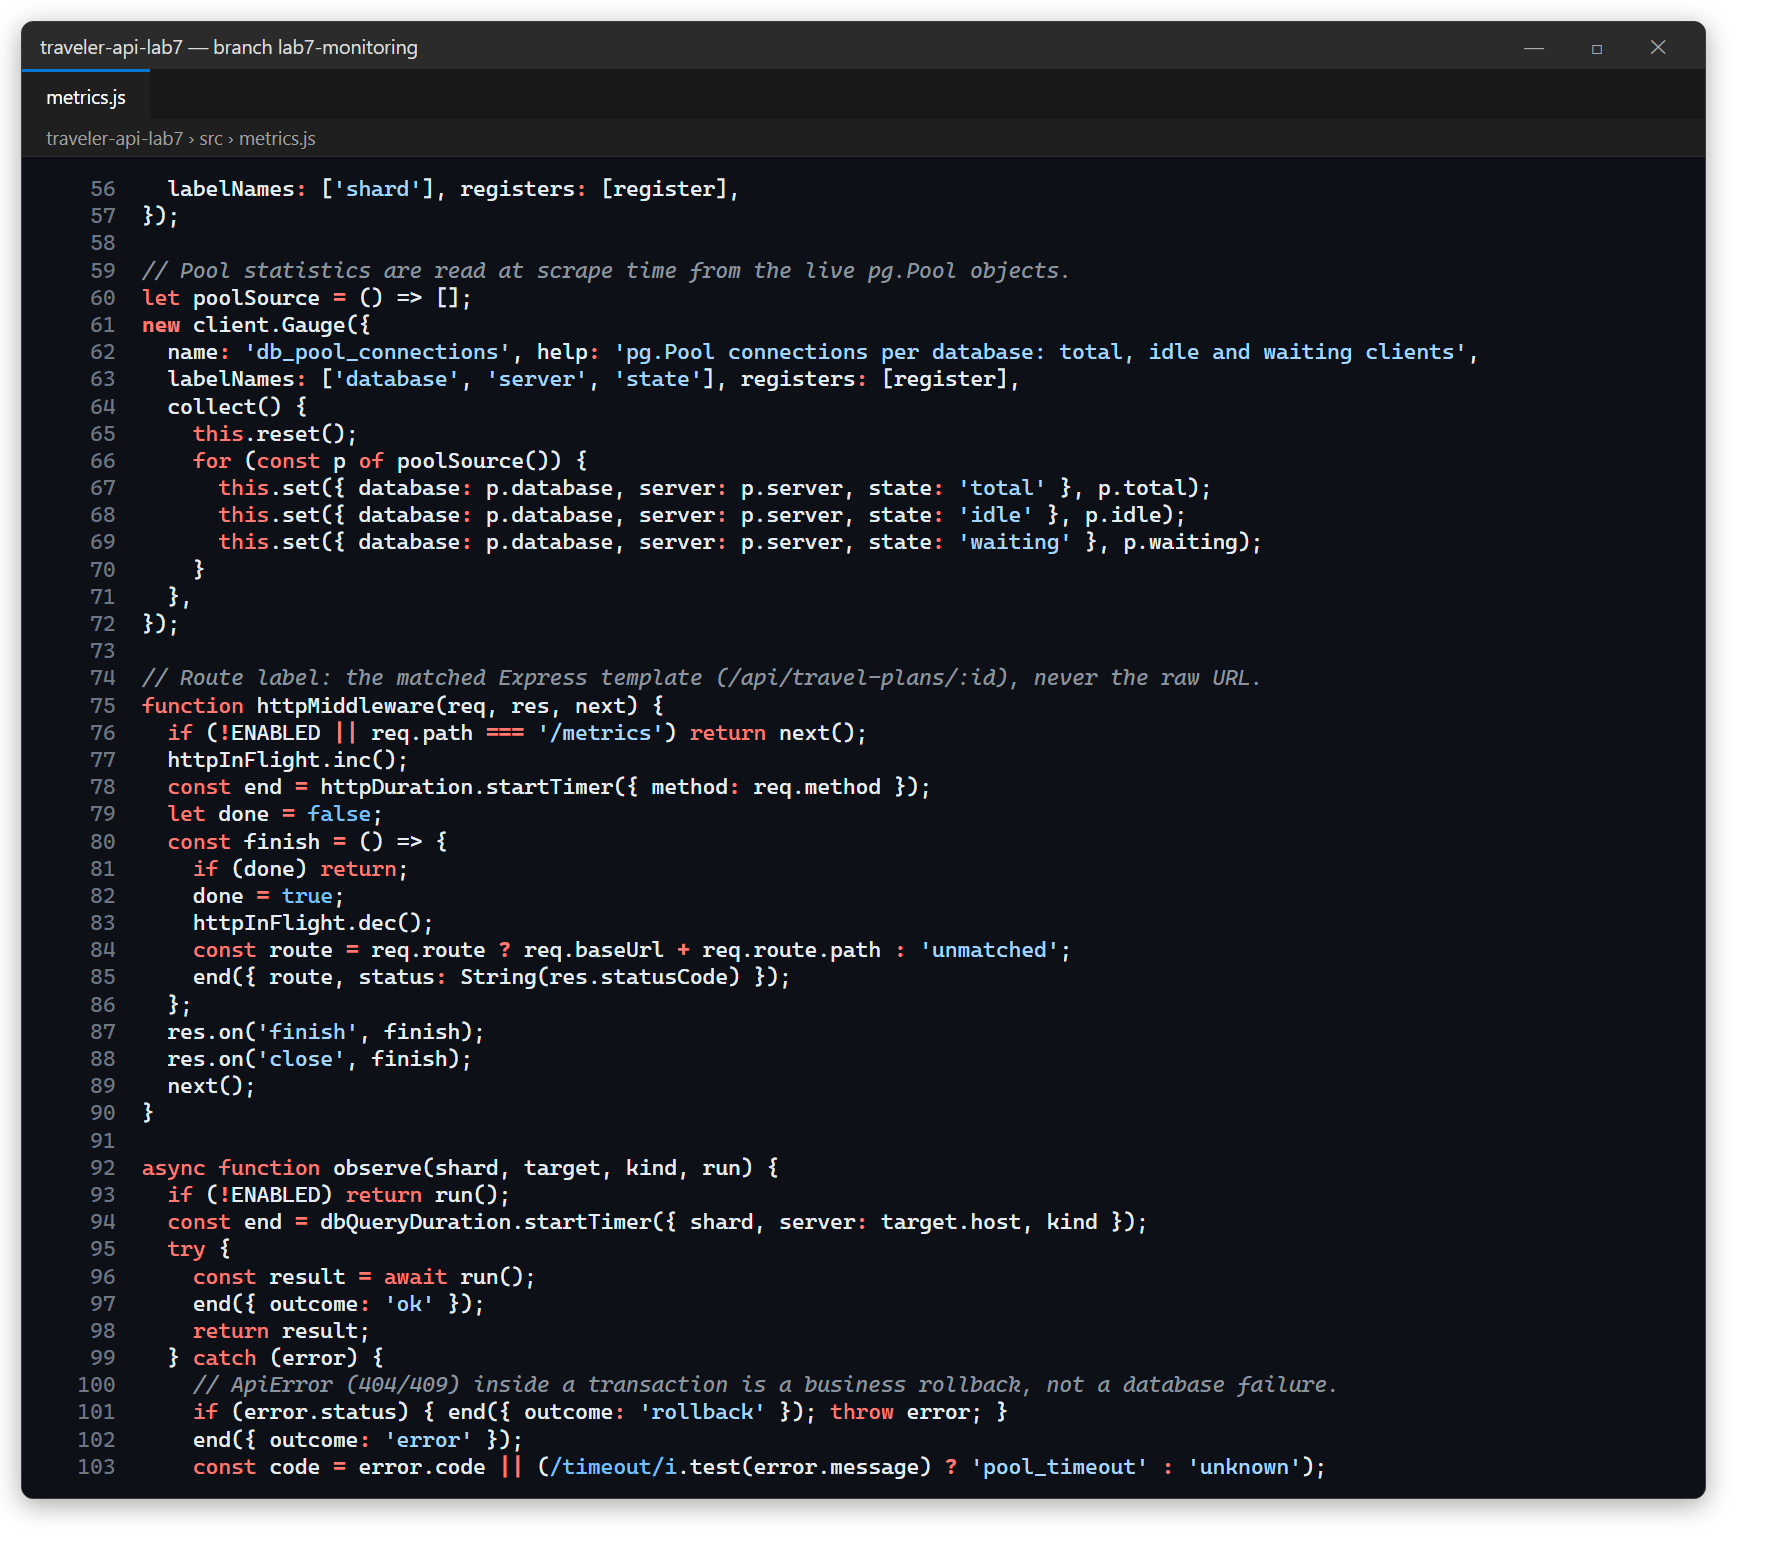 traveler-api-lab7 — branch lab7-monitoring
metrics.js
traveler-api-lab7 › src › metrics.js
56    labelNames: ['shard'], registers: [register],
57  });
58
59  // Pool statistics are read at scrape time from the live pg.Pool objects.
60  let poolSource = () => [];
61  new client.Gauge({
62    name: 'db_pool_connections', help: 'pg.Pool connections per database: total, idle and waiting clients',
63    labelNames: ['database', 'server', 'state'], registers: [register],
64    collect() {
65      this.reset();
66      for (const p of poolSource()) {
67        this.set({ database: p.database, server: p.server, state: 'total' }, p.total);
68        this.set({ database: p.database, server: p.server, state: 'idle' }, p.idle);
69        this.set({ database: p.database, server: p.server, state: 'waiting' }, p.waiting);
70      }
71    },
72  });
73
74  // Route label: the matched Express template (/api/travel-plans/:id), never the raw URL.
75  function httpMiddleware(req, res, next) {
76    if (!ENABLED || req.path === '/metrics') return next();
77    httpInFlight.inc();
78    const end = httpDuration.startTimer({ method: req.method });
79    let done = false;
80    const finish = () => {
81      if (done) return;
82      done = true;
83      httpInFlight.dec();
84      const route = req.route ? req.baseUrl + req.route.path : 'unmatched';
85      end({ route, status: String(res.statusCode) });
86    };
87    res.on('finish', finish);
88    res.on('close', finish);
89    next();
90  }
91
92  async function observe(shard, target, kind, run) {
93    if (!ENABLED) return run();
94    const end = dbQueryDuration.startTimer({ shard, server: target.host, kind });
95    try {
96      const result = await run();
97      end({ outcome: 'ok' });
98      return result;
99    } catch (error) {
100      // ApiError (404/409) inside a transaction is a business rollback, not a database failure.
101      if (error.status) { end({ outcome: 'rollback' }); throw error; }
102      end({ outcome: 'error' });
103      const code = error.code || (/timeout/i.test(error.message) ? 'pool_timeout' : 'unknown');